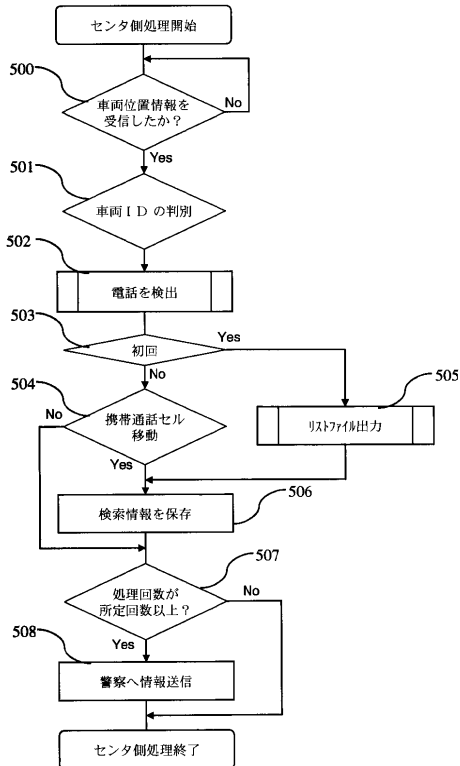 センタ側処理開始
500
車両位置情報を
受信したか？
No
Yes
501
車両ＩＤの判別
502
電話を検出
503
初回
Yes
No
504
携帯通話セル
移動
No
Yes
505
ﾘｽﾄﾌｧｲﾙ出力
検索情報を保存
506
507
処理回数が
所定回数以上？
No
Yes
508
警察へ情報送信
センタ側処理終了